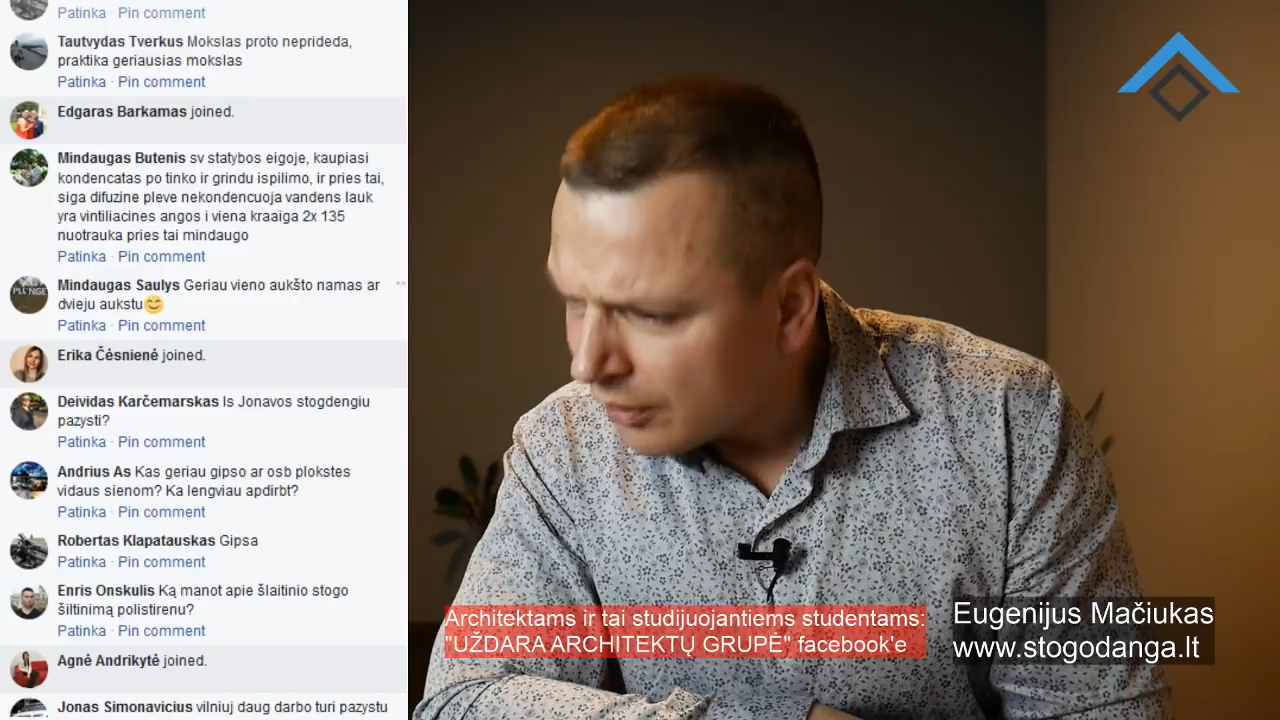 Patinka · Pin comment
Tautvydas Tverkus Mokslas proto neprideda,
praktika geriausias mokslas
Patinka · Pin comment
Edgaras Barkamas joined.
Mindaugas Butenis sv statybos eigoje, kaupiasi
kondencatas po tinko ir grindu ispilimo, ir pries tai,
siga difuzine pleve nekondencuoja vandens lauk
yra vintiliacines angos i viena kraaiga 2x 135
nuotrauka pries tai mindaugo
Patinka · Pin comment
PLUNGE
Mindaugas Saulys Geriau vieno aukšto namas ar
dvieju aukstu😊
Patinka · Pin comment
Erika Čėsnienė joined.
Deividas Karčemarskas Is Jonavos stogdengiu
pazysti?
Patinka · Pin comment
Andrius As Kas geriau gipso ar osb plokstes
vidaus sienom? Ka lengviau apdirbt?
Patinka · Pin comment
Robertas Klapatauskas Gipsa
Patinka · Pin comment
Enris Onskulis Ką manot apie šlaitinio stogo
šiltinimą polistirenu?
Patinka · Pin comment
Agnė Andrikytė joined.
Jonas Simonavicius vilniuj daug darbo turi pazystu
Architektams ir tai studijuojantiems studentams:
"UŽDARA ARCHITEKTŲ GRUPĖ" facebook'e
Eugenijus Mačiukas
www.stogodanga.lt